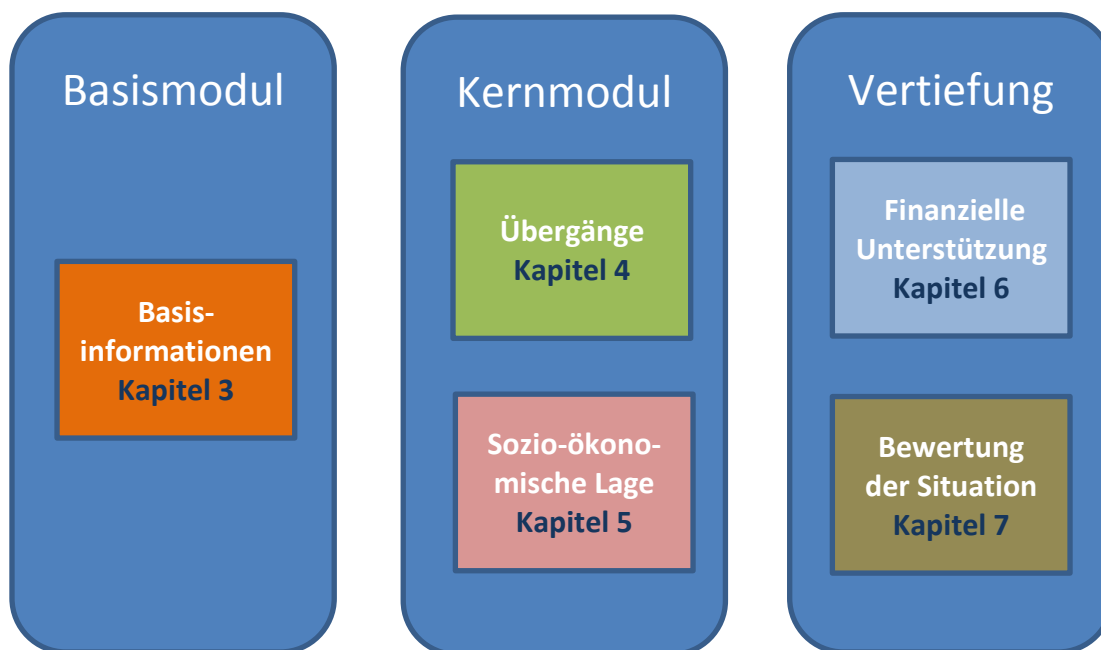 Basismodul
Basis-
informationen
Kapitel 3
Kernmodul
Übergänge
Kapitel 4
Sozio-ökono-
mische Lage
Kapitel 5
Vertiefung
Finanzielle
Unterstützung
Kapitel 6
Bewertung
der Situation
Kapitel 7